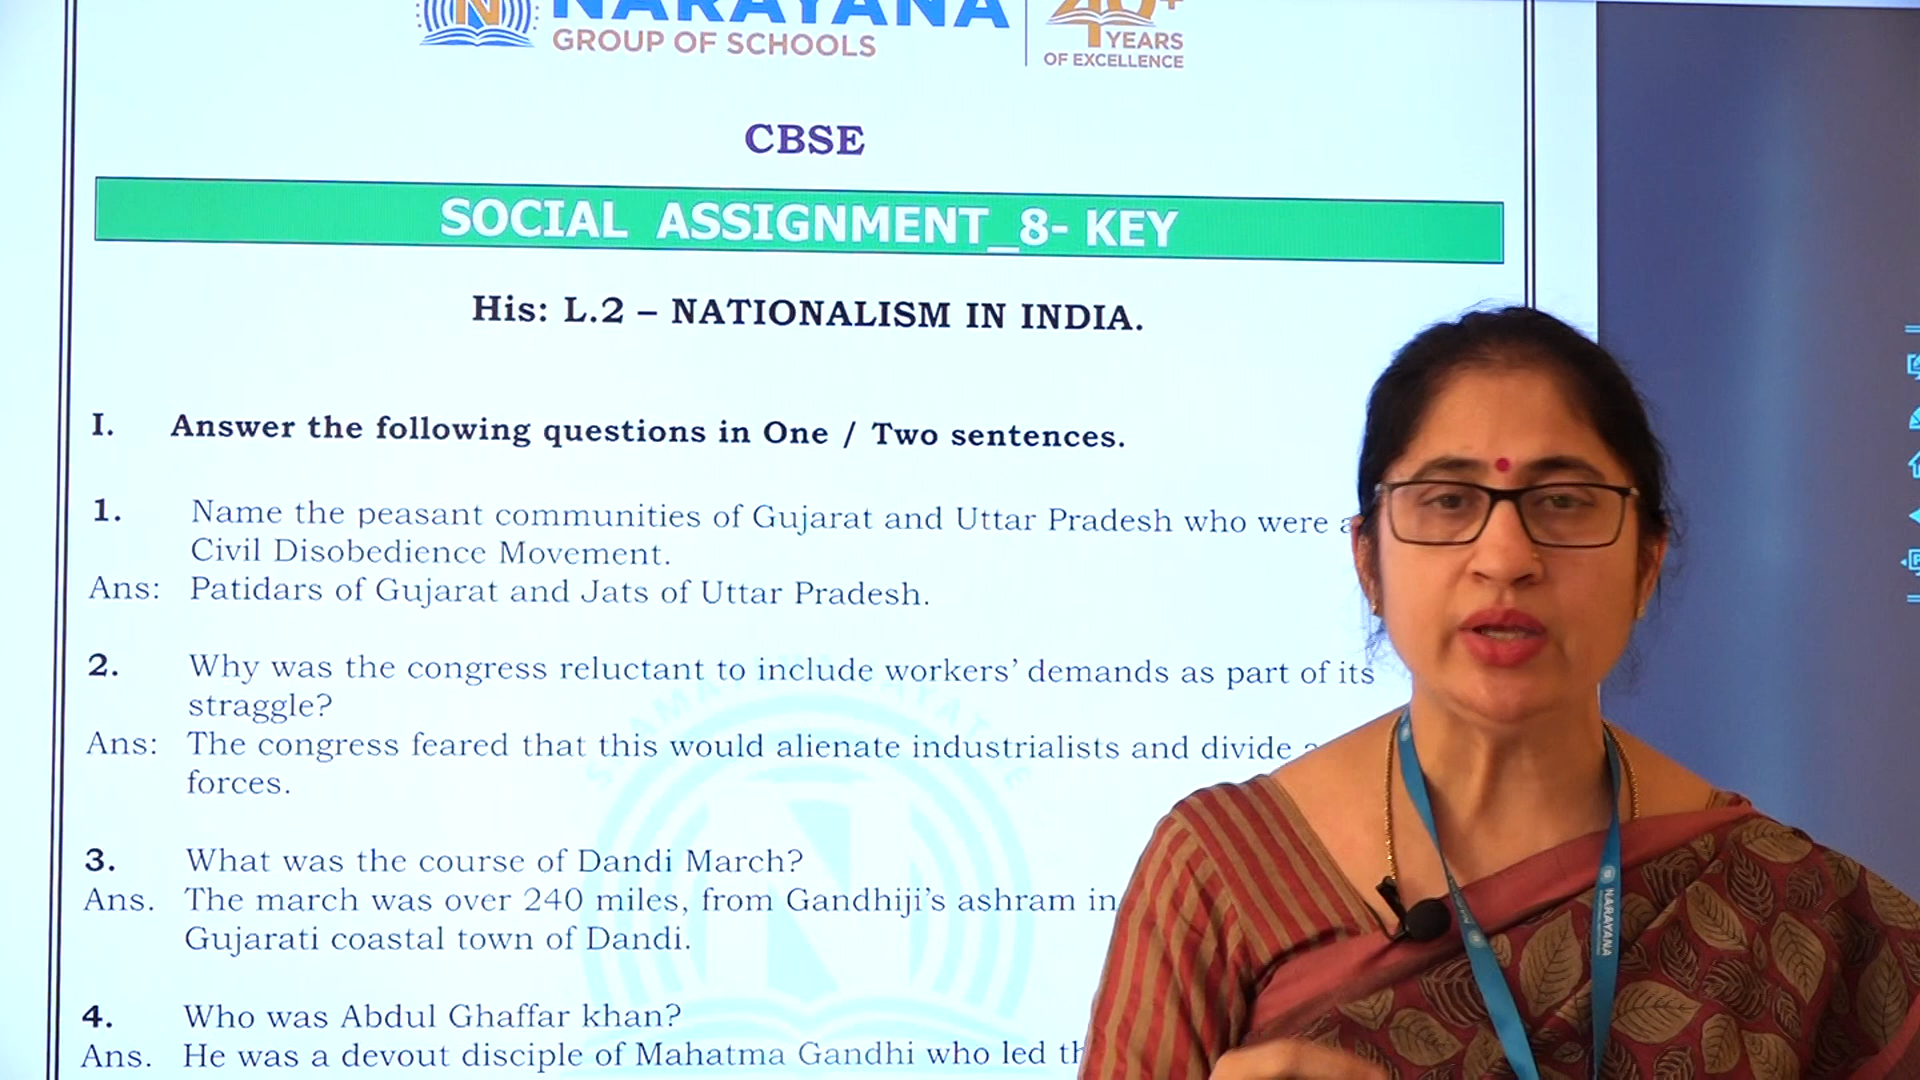 NARAYANA
GROUP OF SCHOOLS
40+
YEARS
OF EXCELLENCE
CBSE
SOCIAL ASSIGNMENT_8- KEY
His: L.2 – NATIONALISM IN INDIA.
I. Answer the following questions in One / Two sentences.
1. Name the peasant communities of Gujarat and Uttar Pradesh who were
Civil Disobedience Movement.
Ans: Patidars of Gujarat and Jats of Uttar Pradesh.
2. Why was the congress reluctant to include workers’ demands as part of its
straggle?
Ans: The congress feared that this would alienate industrialists and divide
forces.
3. What was the course of Dandi March?
Ans. The march was over 240 miles, from Gandhiji’s ashram in
Gujarati coastal town of Dandi.
4. Who was Abdul Ghaffar khan?
Ans. He was a devout disciple of Mahatma Gandhi who led
NARAYANA